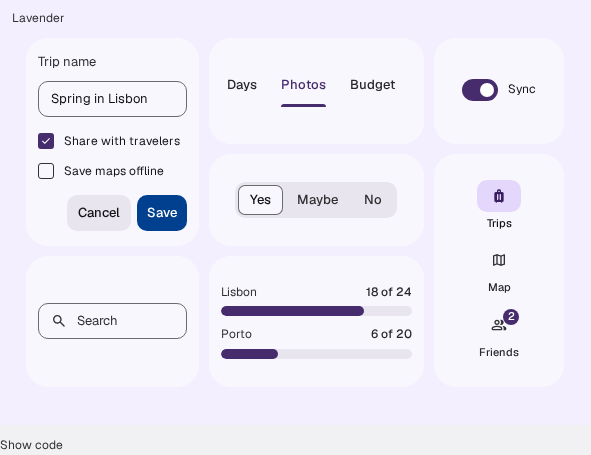 Lavender
Trip name
Spring in Lisbon
Share with travelers
Save maps offline
Cancel Save
Search
Days Photos Budget
Yes Maybe No
Lisbon 18 of 24
Porto 6 of 20
Sync
Trips
Map
2
Friends
Show code